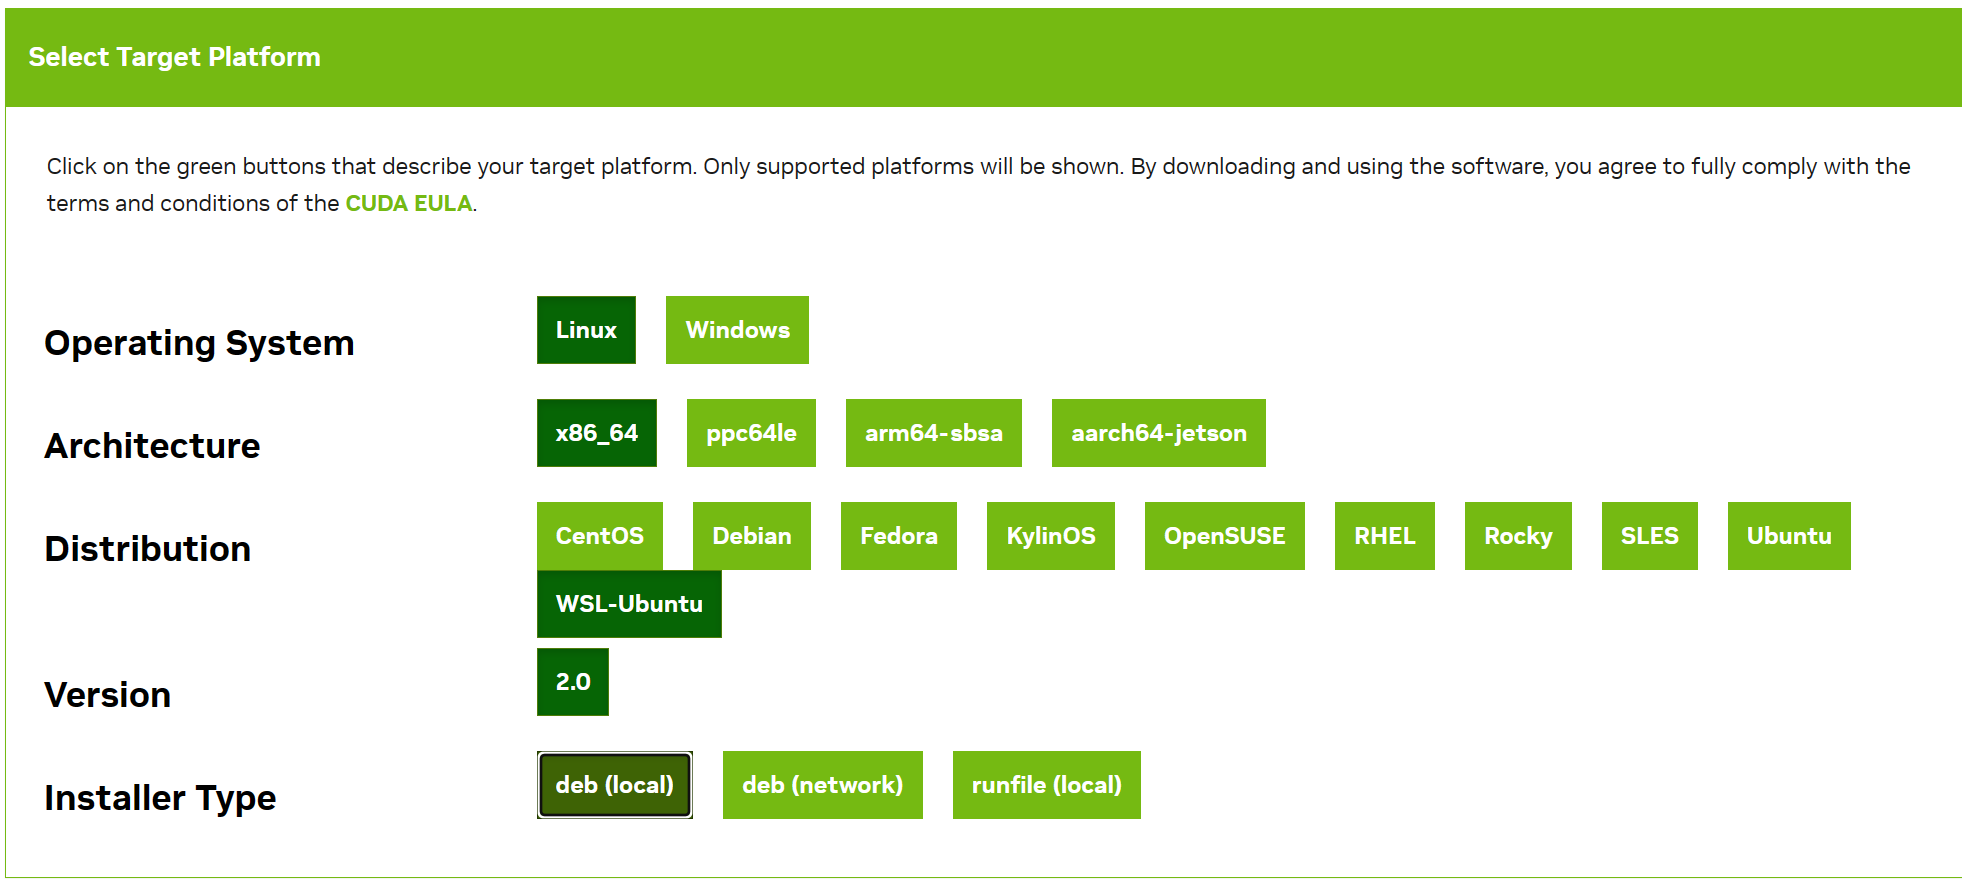 Select Target Platform
Click on the green buttons that describe your target platform. Only supported platforms will be shown. By downloading and using the software, you agree to fully comply with the
terms and conditions of the CUDA EULA.
Operating System
Linux Windows
Architecture
x86_64 ppc64le arm64-sbsa aarch64-jetson
Distribution
CentOS Debian Fedora KylinOS OpenSUSE RHEL Rocky SLES Ubuntu
WSL-Ubuntu
Version
2.0
Installer Type
deb (local) deb (network) runfile (local)